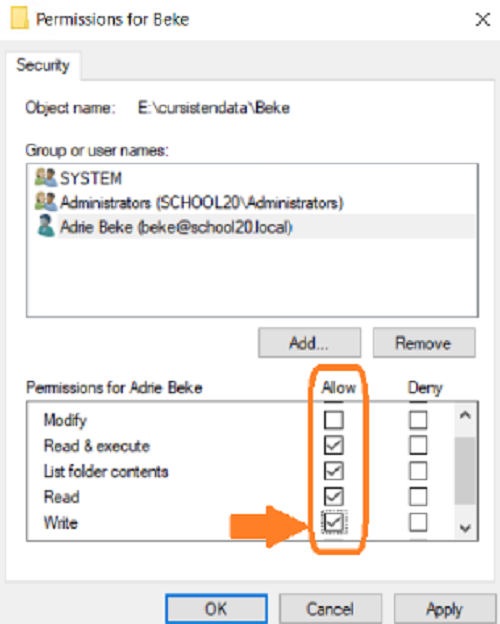 Permissions for Beke
Security
Object name: E:\cursistendata\Beke
Group or user names:
SYSTEM
Administrators (SCHOOL20\Administrators)
Adrie Beke (beke@school20.local)
Add... Remove
Permissions for Adrie Beke Allow Deny
Modify
Read & execute
List folder contents
Read
Write
OK Cancel Apply